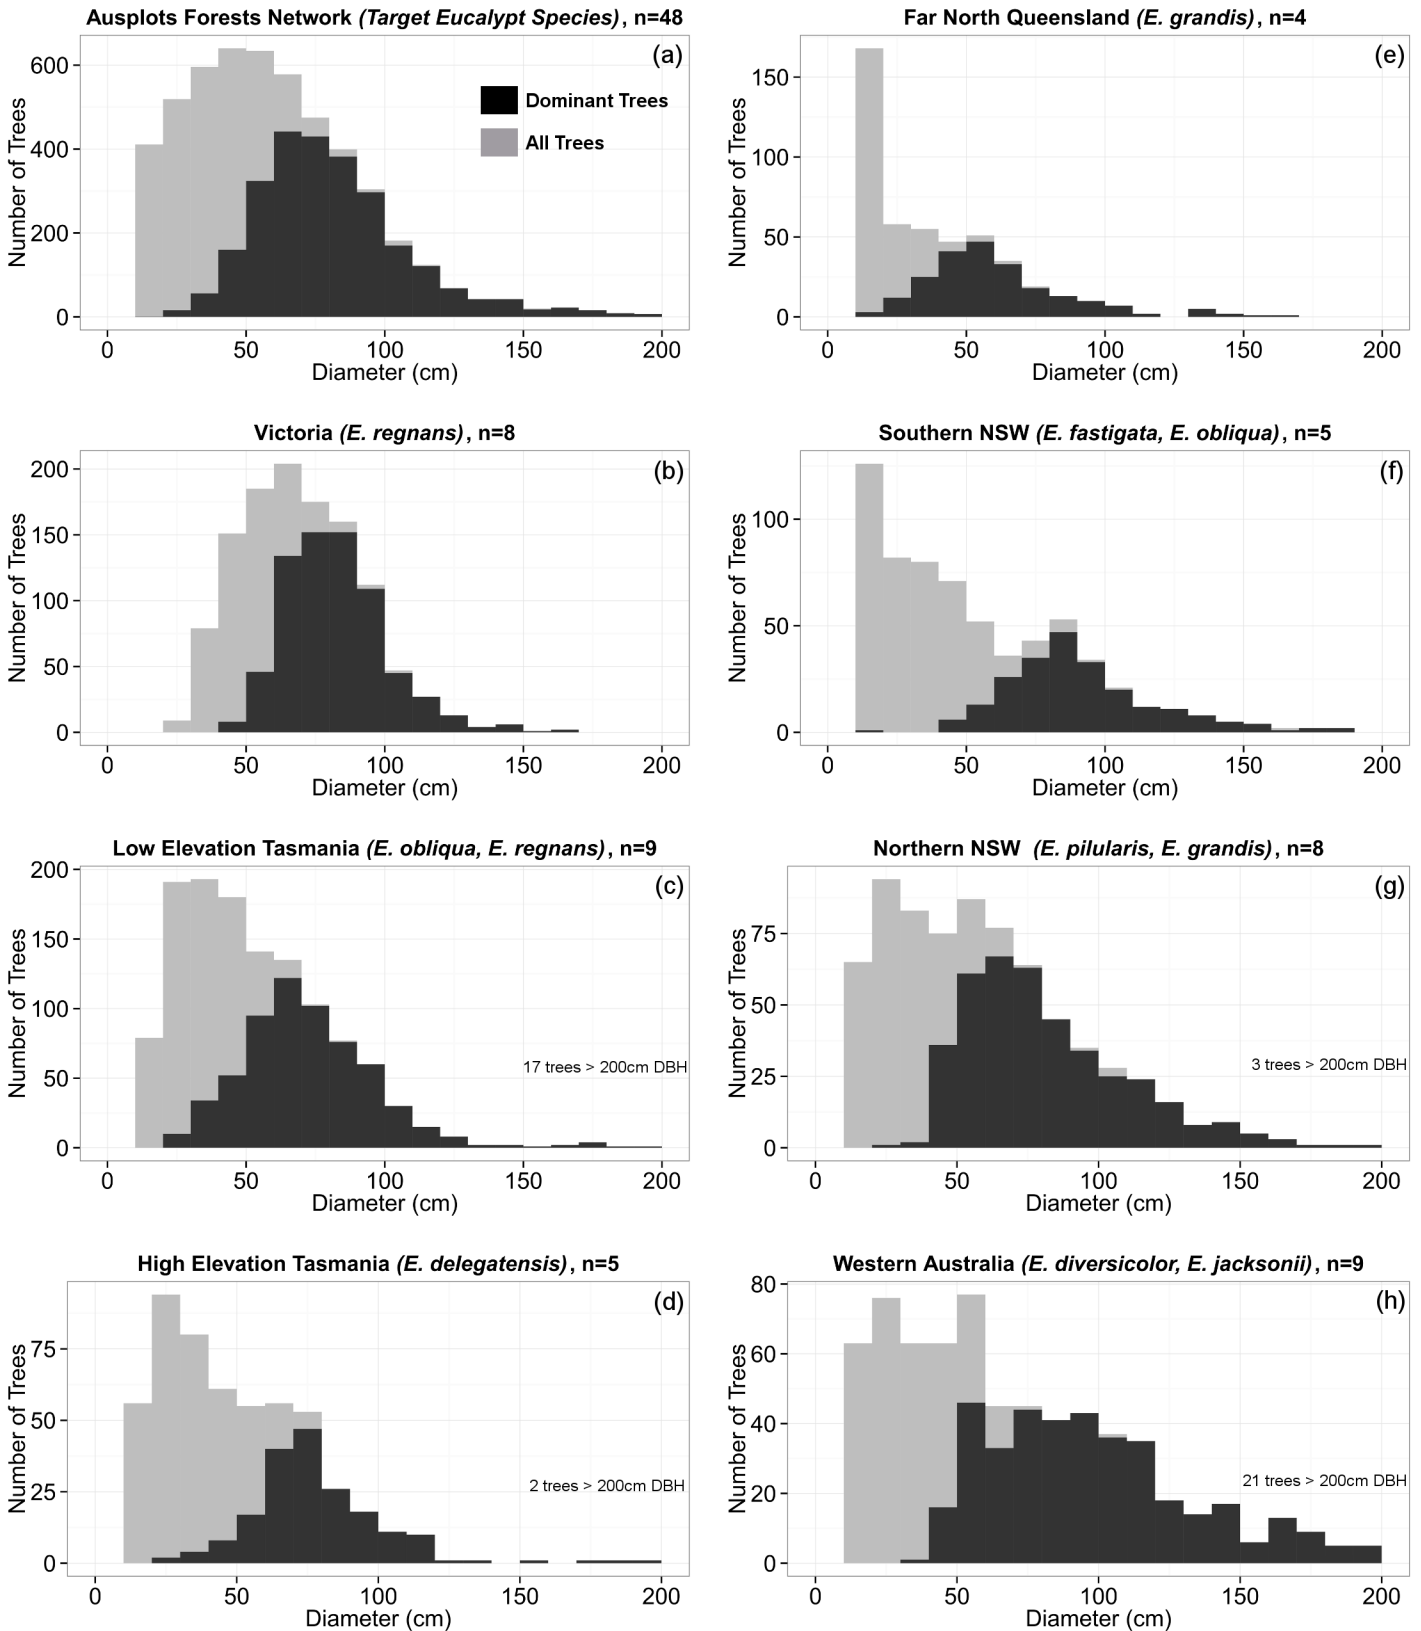 Ausplots Forests Network (Target Eucalypt Species), n=48
(a)
Dominant Trees
All Trees
600
400
200
0
Number of Trees
0 50 100 150 200
Diameter (cm)
Far North Queensland (E. grandis), n=4
(e)
150
100
50
0
Number of Trees
0 50 100 150 200
Diameter (cm)
Victoria (E. regnans), n=8
(b)
200
150
100
50
0
Number of Trees
0 50 100 150 200
Diameter (cm)
Southern NSW (E. fastigata, E. obliqua), n=5
(f)
100
50
0
Number of Trees
0 50 100 150 200
Diameter (cm)
Low Elevation Tasmania (E. obliqua, E. regnans), n=9
(c)
200
150
100
50
0
Number of Trees
17 trees > 200cm DBH
0 50 100 150 200
Diameter (cm)
Northern NSW (E. pilularis, E. grandis), n=8
(g)
75
50
25
0
Number of Trees
3 trees > 200cm DBH
0 50 100 150 200
Diameter (cm)
High Elevation Tasmania (E. delegatensis), n=5
(d)
75
50
25
0
Number of Trees
2 trees > 200cm DBH
0 50 100 150 200
Diameter (cm)
Western Australia (E. diversicolor, E. jacksonii), n=9
(h)
80
60
40
20
0
Number of Trees
21 trees > 200cm DBH
0 50 100 150 200
Diameter (cm)